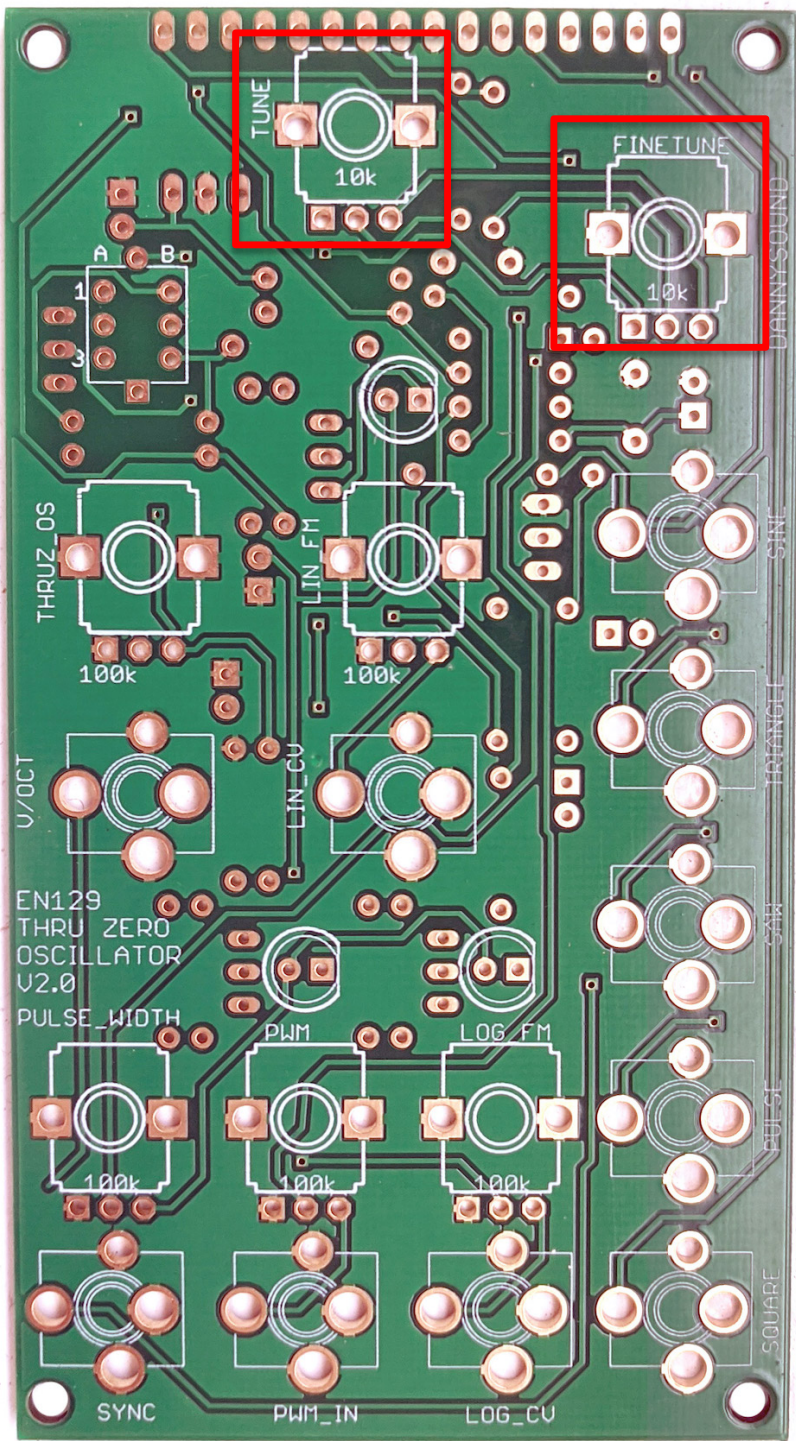 TUNE
10k
FINETUNE
10k
DANNYSOUND
A B
1
3
THRUZ_OS
100k
LIN_FM
100k
SINE
TRIANGLE
V/OCT
LIN_CV
SAW
EN129
THRU ZERO
OSCILLATOR
V2.0
PULSE_WIDTH
100k
PWM
100k
LOG_FM
100k
PULSE
SQUARE
SYNC
PWM_IN
LOG_CV